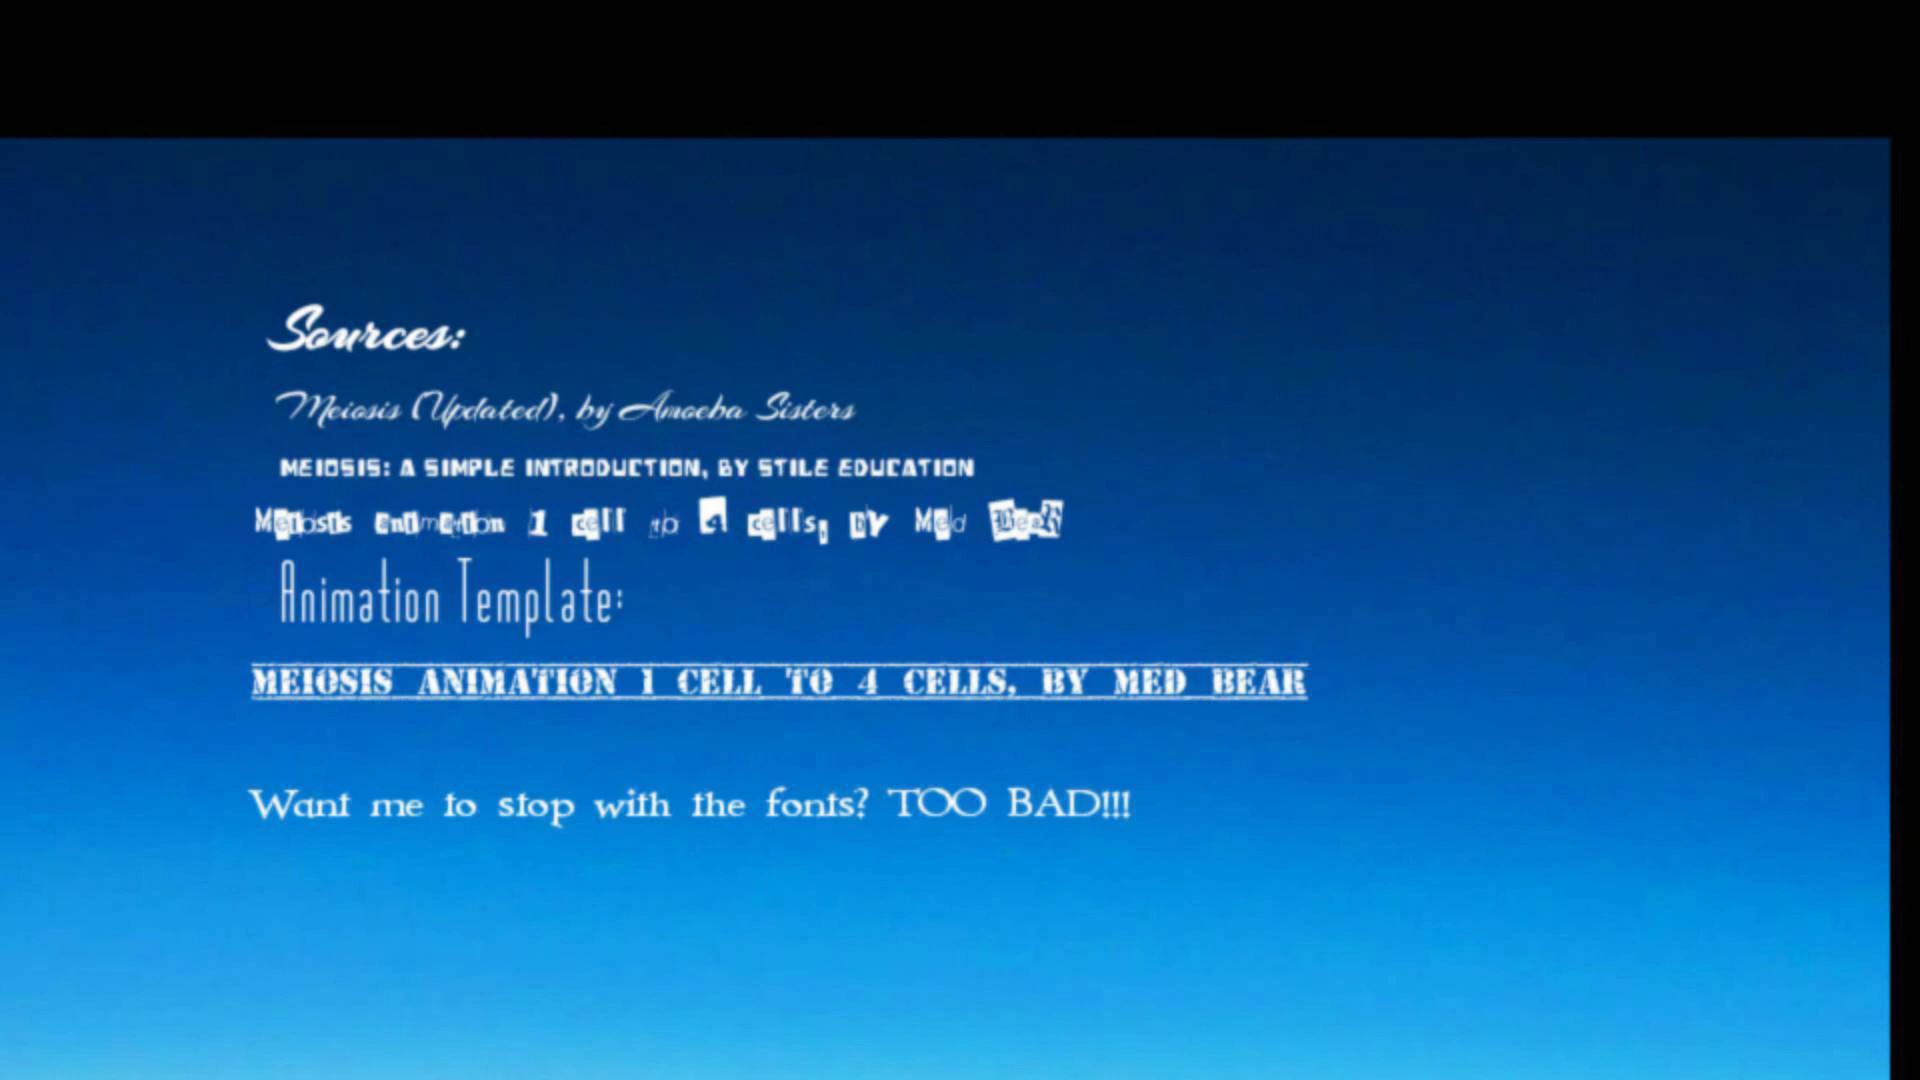 Sources:
Meiosis (Updated), by Amoeba Sisters
MEIOSIS: A SIMPLE INTRODUCTION, BY STILE EDUCATION
Meiosis animation 1 cell to 4 cells, bY Med BeaR
Animation Template:
MEIOSIS ANIMATION 1 CELL TO 4 CELLS, BY MED BEAR
Want me to stop with the fonts? TOO BAD!!!